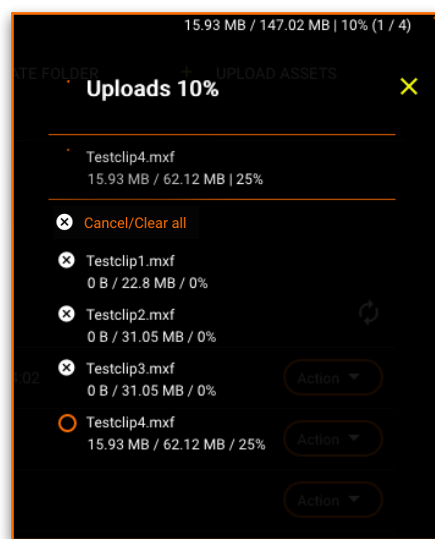 15.93 MB / 147.02 MB | 10% (1 / 4)
ATE FOLDER + UPLOAD ASSETS
Uploads 10%
Testclip4.mxf
15.93 MB / 62.12 MB | 25%
Cancel/Clear all
Testclip1.mxf
0 B / 22.8 MB / 0%
Testclip2.mxf
0 B / 31.05 MB / 0%
Testclip3.mxf
0 B / 31.05 MB / 0%
:02 Action
Testclip4.mxf
15.93 MB / 62.12 MB / 25%
Action
Action